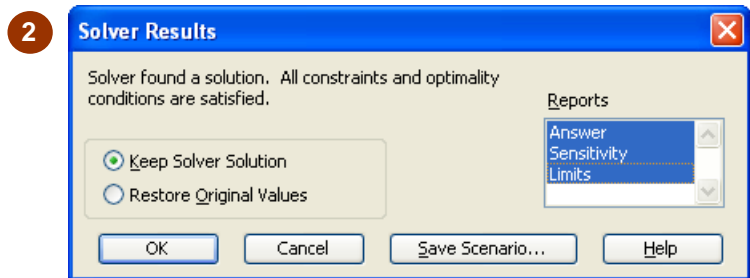 2
Solver Results
Solver found a solution. All constraints and optimality
conditions are satisfied.
Reports
Answer
Sensitivity
Limits
Keep Solver Solution
Restore Original Values
OK
Cancel
Save Scenario...
Help